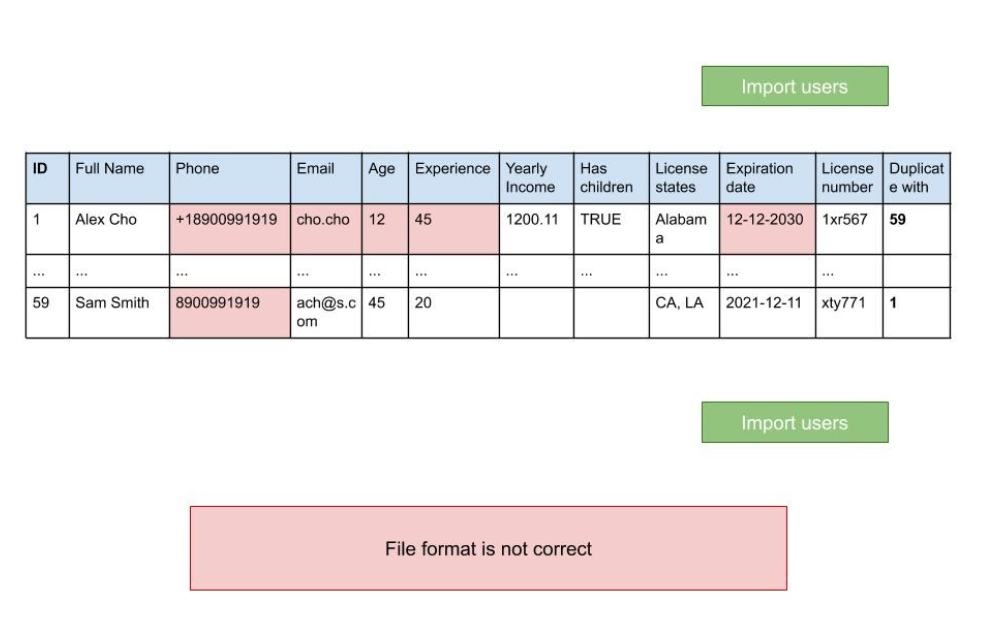 Import users
ID Full Name Phone Email Age Experience Yearly Income Has children License states Expiration date License number Duplicate with
1 Alex Cho +18900991919 cho.cho 12 45 1200.11 TRUE Alabama 12-12-2030 1xr567 59
... ... ... ... ... ... ... ... ... ... ...
59 Sam Smith 8900991919 ach@s.com 45 20 CA, LA 2021-12-11 xty771 1
Import users
File format is not correct